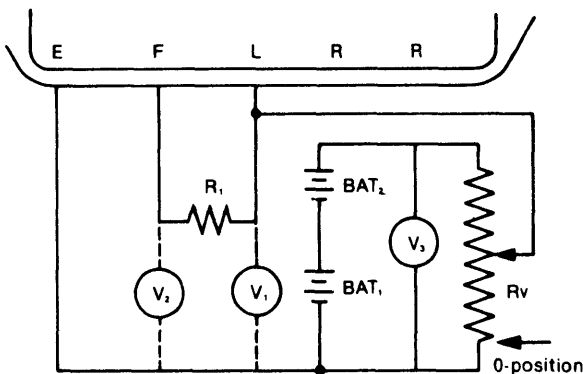 E F L R R
R₁
BAT₂
V₃
V₂
V₁
BAT₁
Rv
0-position